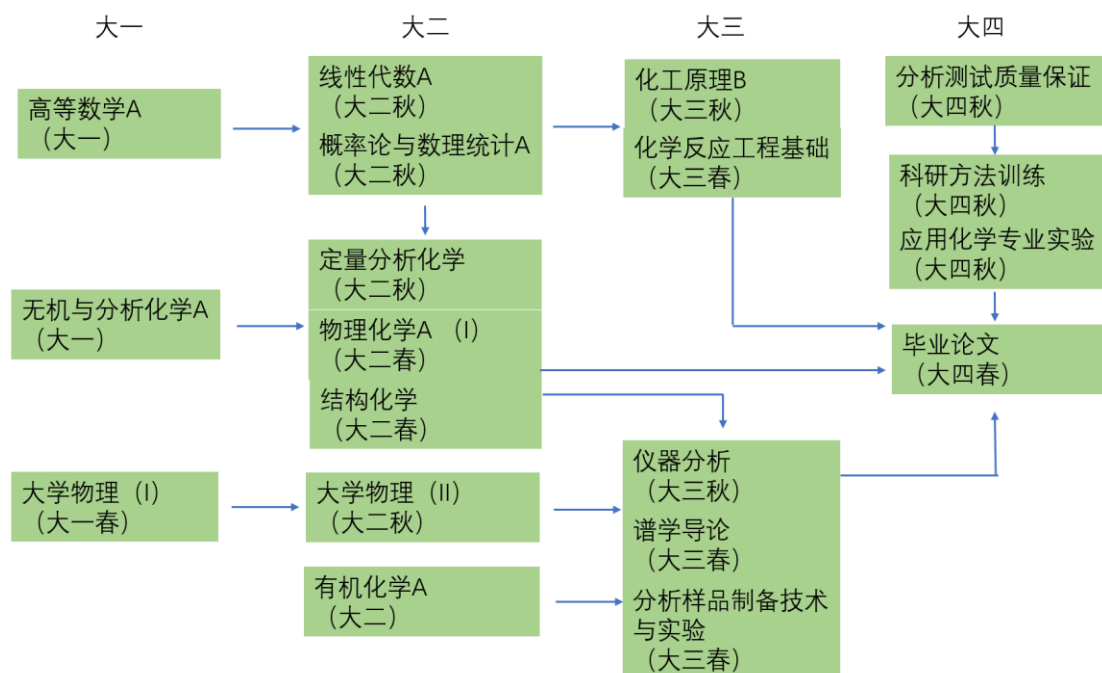 大一
大二
大三
大四
高等数学A
（大一）
线性代数A
（大二秋）
概率论与数理统计A
（大二秋）
化工原理B
（大三秋）
化学反应工程基础
（大三春）
分析测试质量保证
（大四秋）
科研方法训练
（大四秋）
应用化学专业实验
（大四秋）
无机与分析化学A
（大一）
定量分析化学
（大二秋）
物理化学A （I）
（大二春）
结构化学
（大二春）
毕业论文
（大四春）
大学物理（I）
（大一春）
大学物理（II）
（大二秋）
有机化学A
（大二）
仪器分析
（大三秋）
谱学导论
（大三春）
分析样品制备技术
与实验
（大三春）